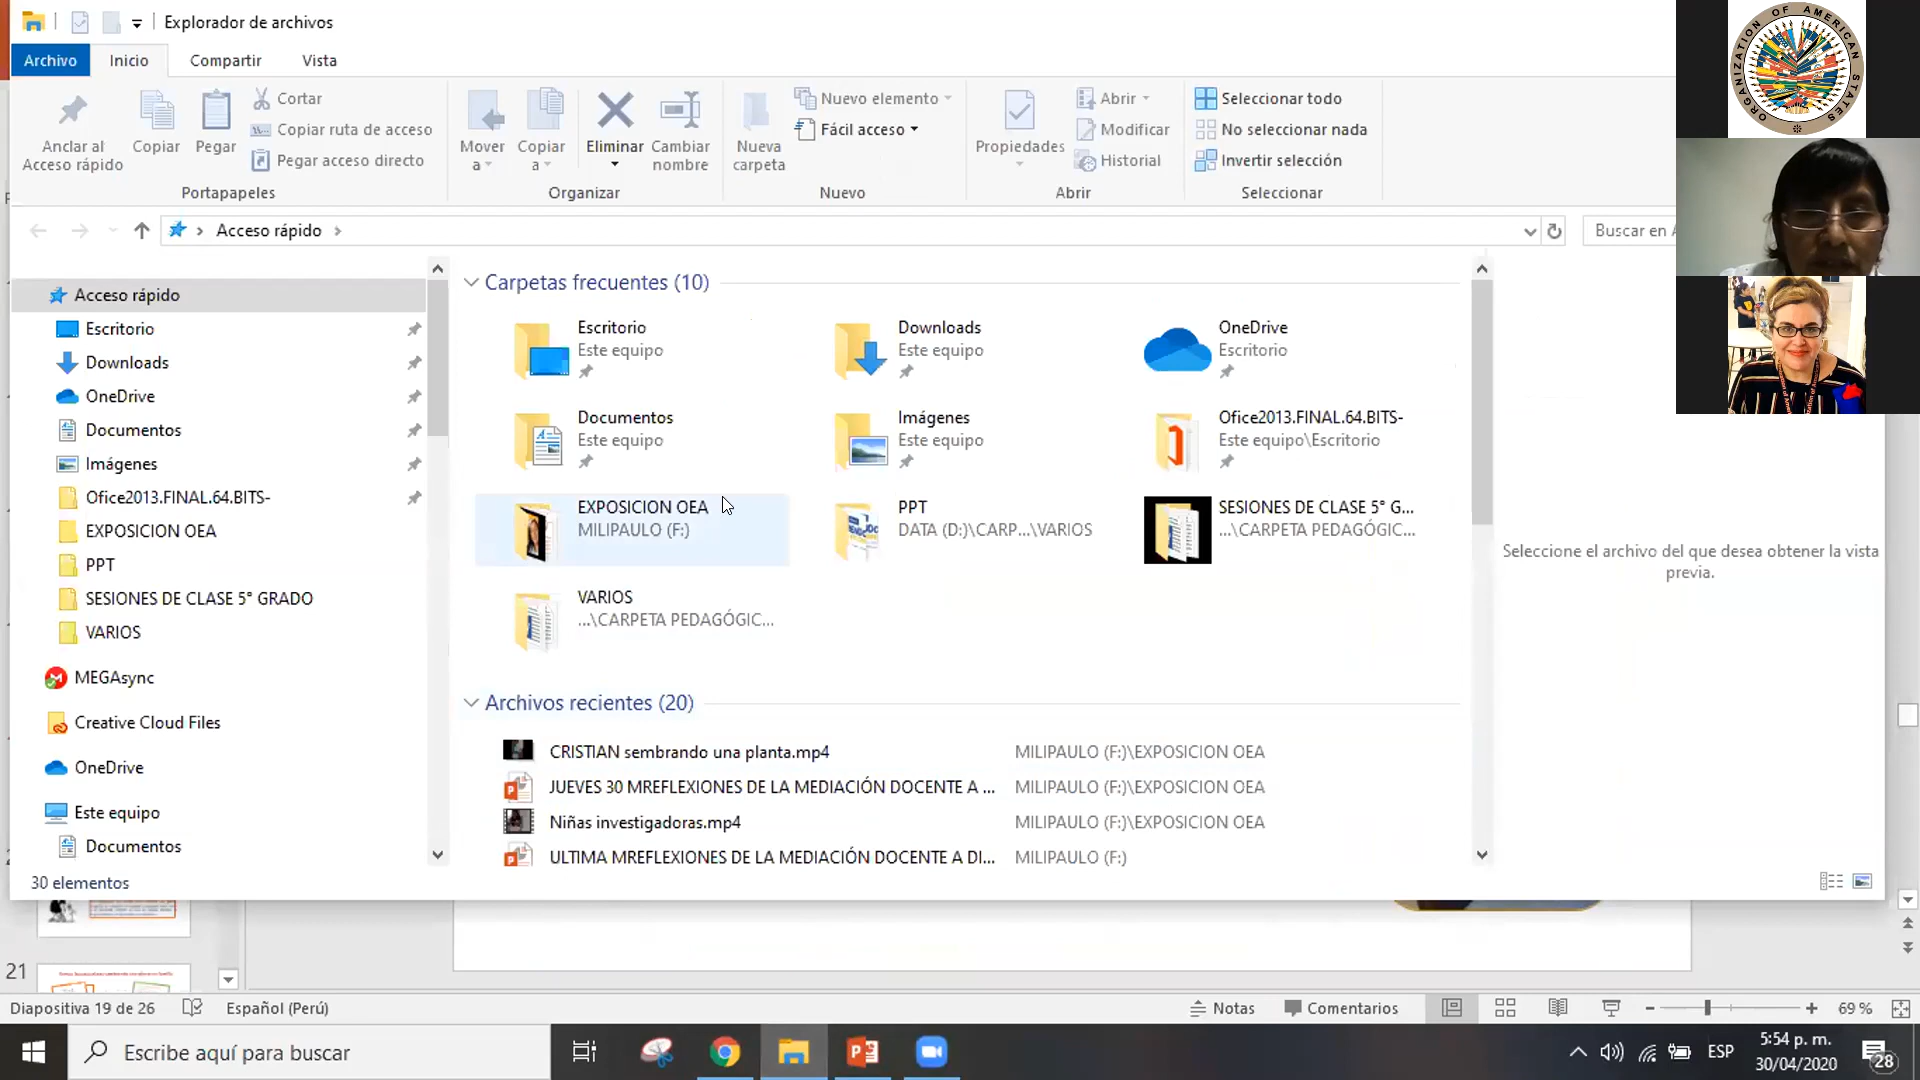 Explorador de archivos
Archivo
Inicio
Compartir
Vista
Anclar al
Acceso rápido
Copiar
Pegar
Cortar
Copiar ruta de acceso
Pegar acceso directo
Portapapeles
Mover
a
Copiar
a
Eliminar
Cambiar
nombre
Organizar
Nueva
carpeta
Nuevo elemento
Fácil acceso
Nuevo
Propiedades
Abrir
Modificar
Historial
Abrir
Seleccionar todo
No seleccionar nada
Invertir selección
Seleccionar
ORGANIZATION OF AMERICAN STATES
Acceso rápido
Buscar en A
Acceso rápido
Escritorio
Downloads
OneDrive
Documentos
Imágenes
Ofice2013.FINAL.64.BITS-
EXPOSICION OEA
PPT
SESIONES DE CLASE 5° GRADO
VARIOS
MEGAsync
Creative Cloud Files
OneDrive
Este equipo
Documentos
Carpetas frecuentes (10)
Escritorio
Este equipo
Downloads
Este equipo
OneDrive
Escritorio
Documentos
Este equipo
Imágenes
Este equipo
Ofice2013.FINAL.64.BITS-
Este equipo\Escritorio
EXPOSICION OEA
MILIPAULO (F:)
PPT
DATA (D:)\CARP...\VARIOS
SESIONES DE CLASE 5° G...
...\CARPETA PEDAGÓGIC...
VARIOS
...\CARPETA PEDAGÓGIC...
Archivos recientes (20)
CRISTIAN sembrando una planta.mp4 MILIPAULO (F:)\EXPOSICION OEA
JUEVES 30 MREFLEXIONES DE LA MEDIACIÓN DOCENTE A ... MILIPAULO (F:)\EXPOSICION OEA
Niñas investigadoras.mp4 MILIPAULO (F:)\EXPOSICION OEA
ULTIMA MREFLEXIONES DE LA MEDIACIÓN DOCENTE A DI... MILIPAULO (F:)
Seleccione el archivo del que desea obtener la vista
previa.
30 elementos
21
Diapositiva 19 de 26
Español (Perú)
Notas
Comentarios
69 %
Escribe aquí para buscar
ESP
5:54 p. m.
30/04/2020
28